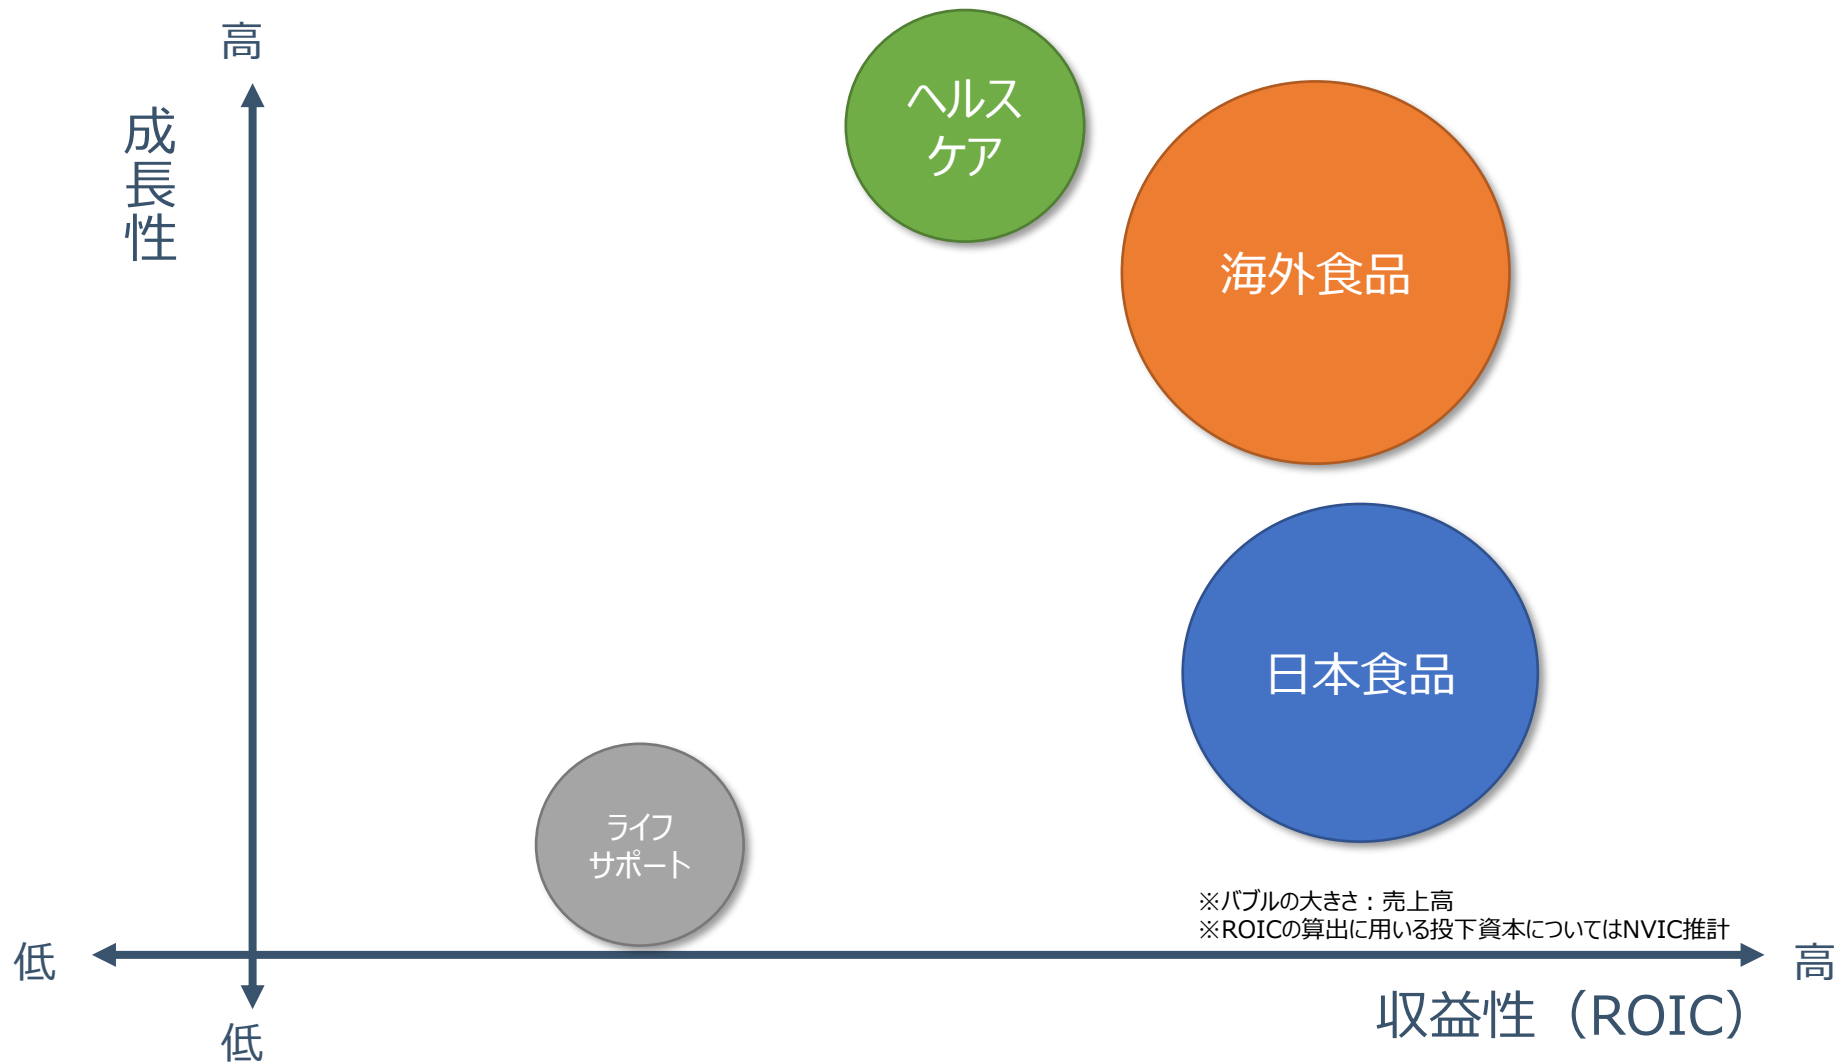 高
成長性
ヘルス
ケア
海外食品
日本食品
ライフ
サポート
※バブルの大きさ：売上高
※ROICの算出に用いる投下資本についてはNVIC推計
低
高
収益性（ROIC）
低